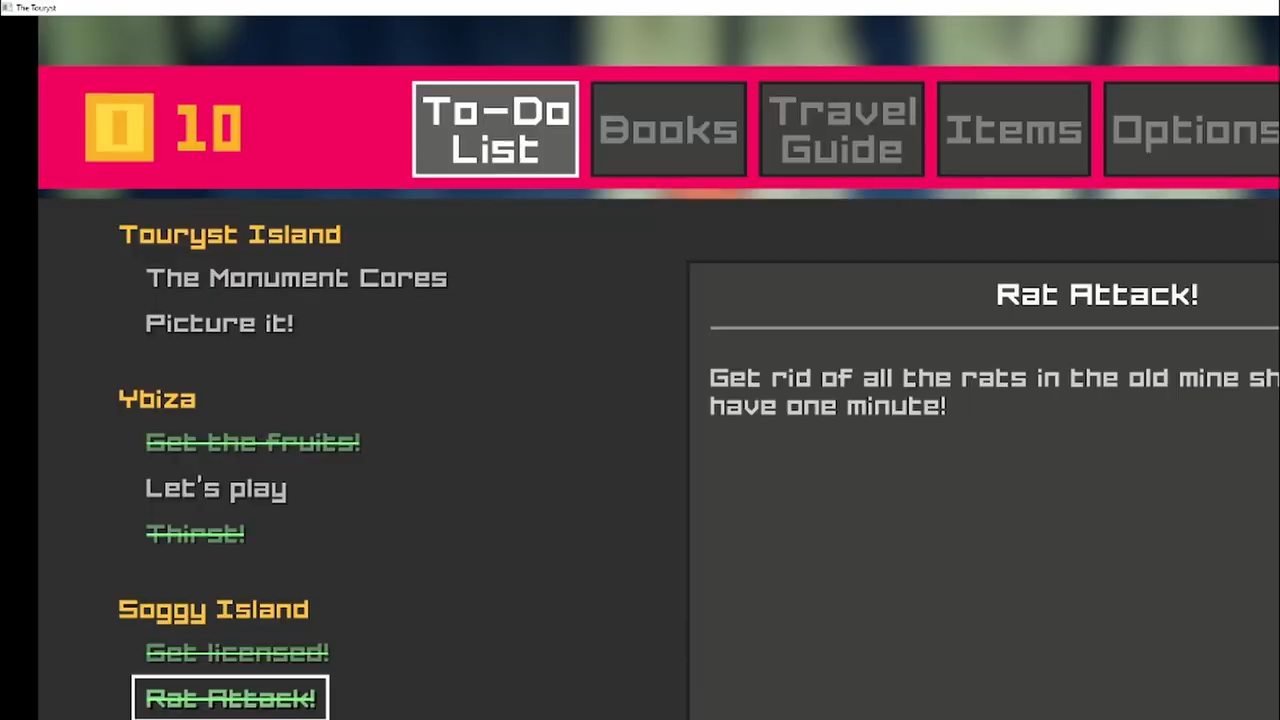 The Touryst
10
To-Do
List
Books
Travel
Guide
Items
Options
Touryst Island
The Monument Cores
Picture it!
Ybiza
Get the fruits!
Let's play
Thirst!
Soggy Island
Get licensed!
Rat Attack!
Rat Attack!
Get rid of all the rats in the old mine sh
have one minute!